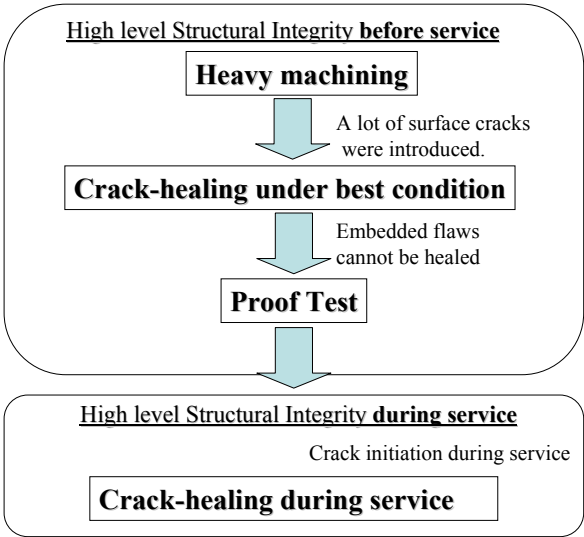 High level Structural Integrity before service
Heavy machining
A lot of surface cracks
were introduced.
Crack-healing under best condition
Embedded flaws
cannot be healed
Proof Test
High level Structural Integrity during service
Crack initiation during service
Crack-healing during service